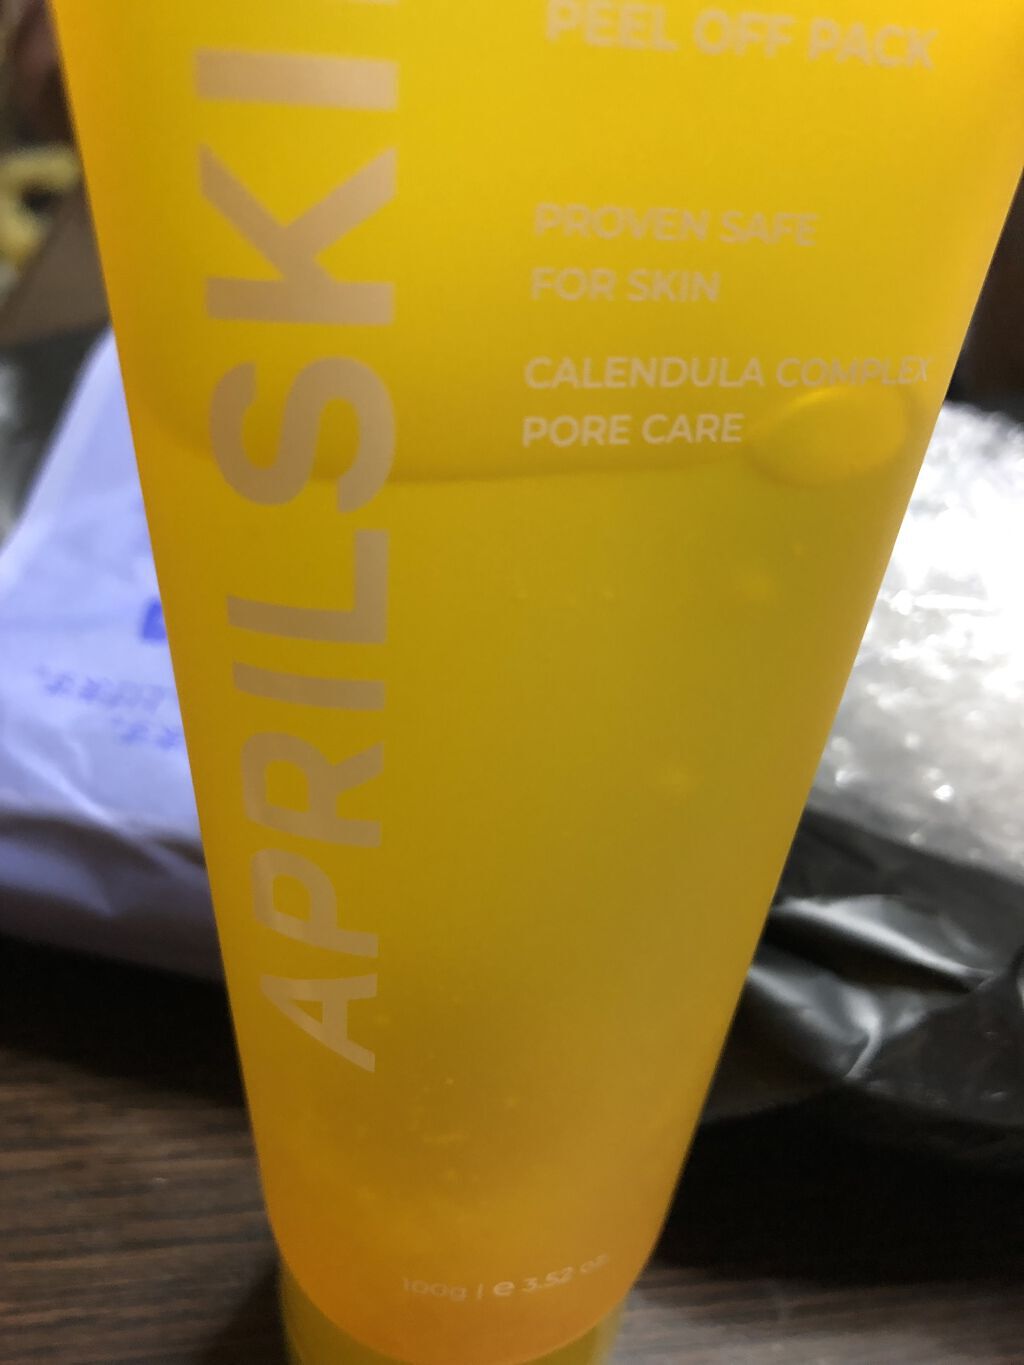 APRILSKI
PEEL OFF PACK
PROVEN SAFE
FOR SKIN
CALENDULA COMPLEX
PORE CARE
100g | e 3.52 oz